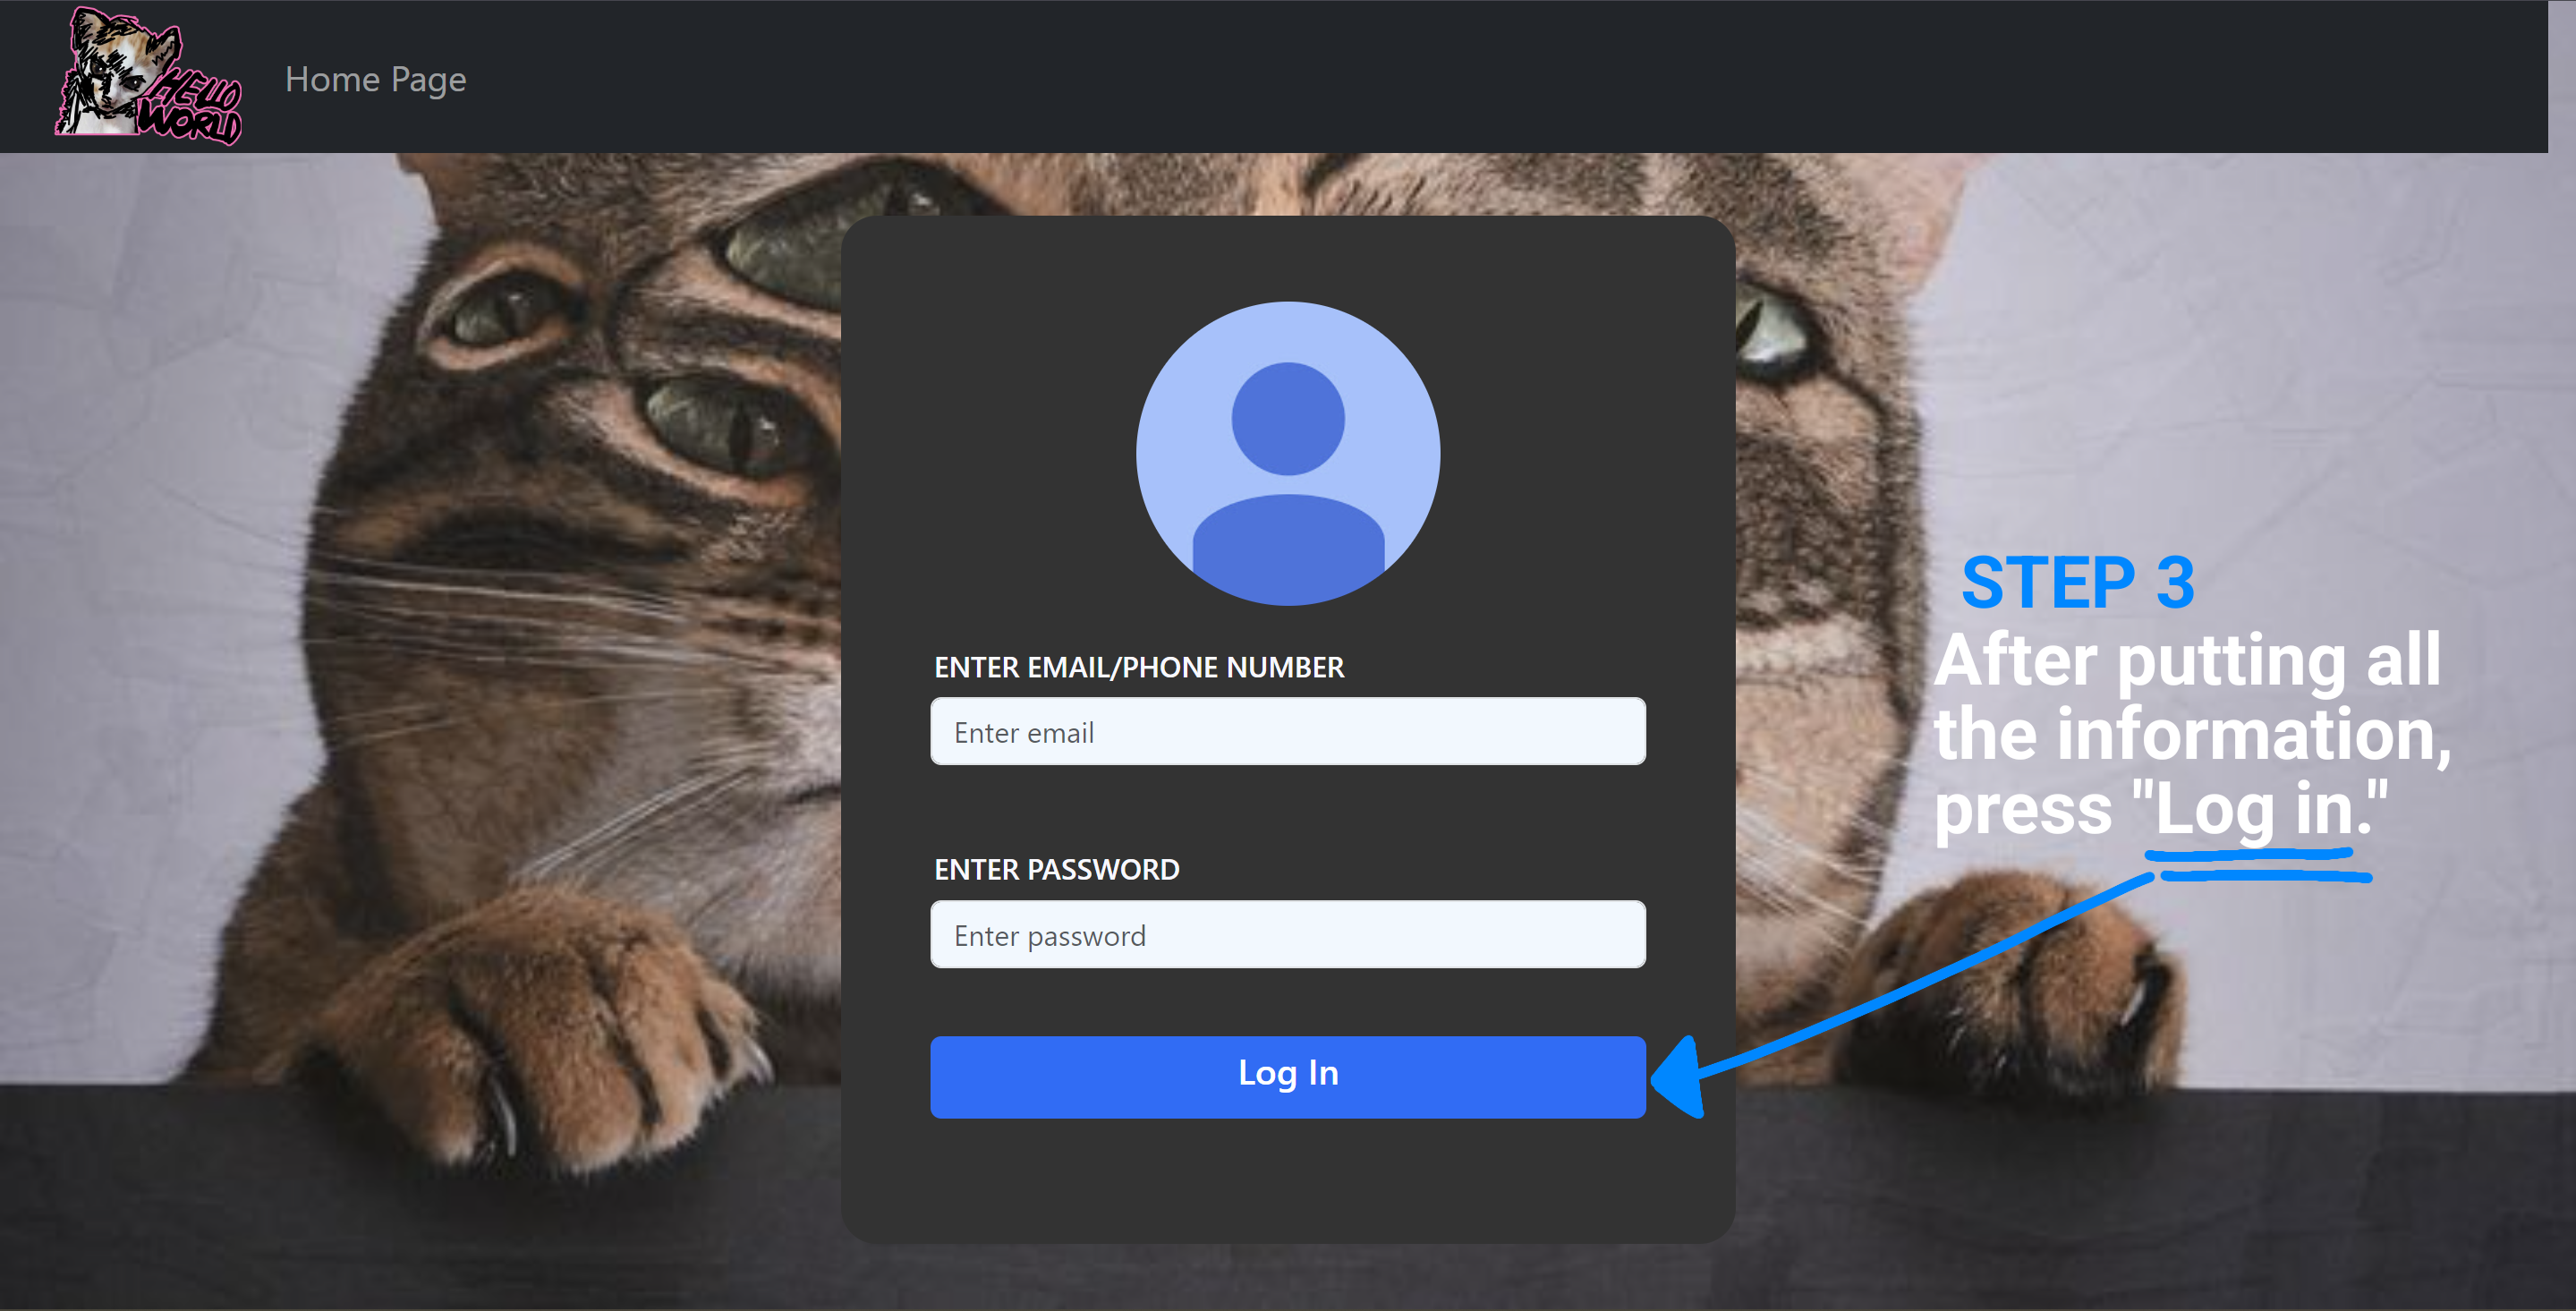 HELLO
WORLD
Home Page
ENTER EMAIL/PHONE NUMBER
Enter email
ENTER PASSWORD
Enter password
Log In
STEP 3
After putting all
the information,
press "Log in."